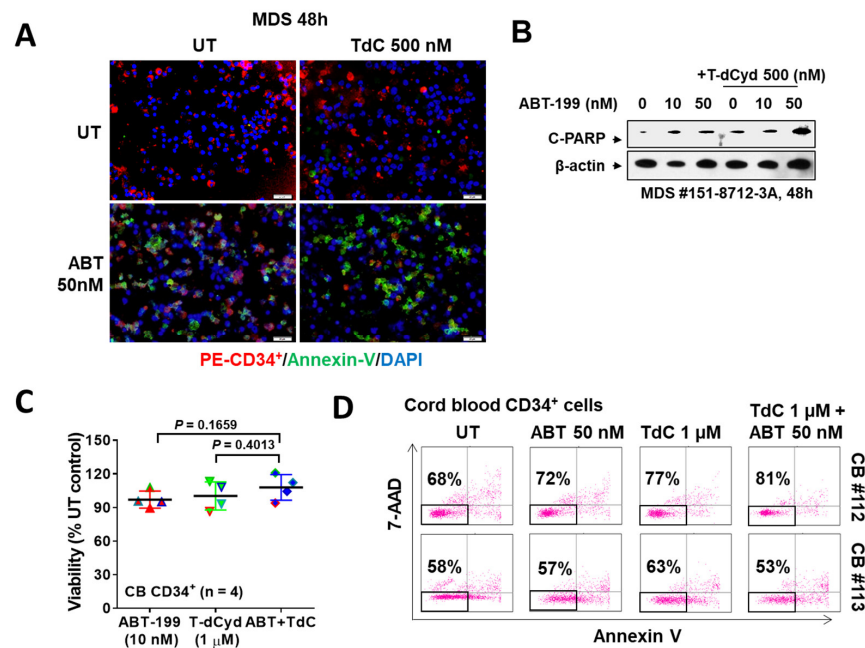 A
MDS 48h
UT
TdC 500 nM
UT
ABT
50nM
PE-CD34⁺/Annexin-V/DAPI
B
+T-dCyd 500 (nM)
ABT-199 (nM) 0 10 50 0 10 50
C-PARP
β-actin
MDS #151-8712-3A, 48h
C
P = 0.1659
P = 0.4013
Viability (% UT control)
150
120
90
60
30
0
CB CD34⁺ (n = 4)
ABT-199
(10 nM)
T-dCyd
(1 µM)
ABT+TdC
D
Cord blood CD34⁺ cells
UT
ABT 50 nM
TdC 1 µM
TdC 1 µM +
ABT 50 nM
7-AAD
68% 72% 77% 81%
CB #112
58% 57% 63% 53%
CB #113
Annexin V